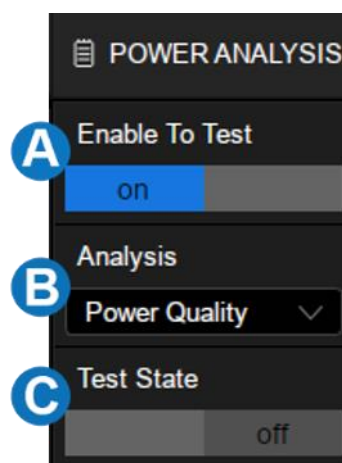 POWER ANALYSIS
A
Enable To Test
on
B
Analysis
Power Quality
C
Test State
off